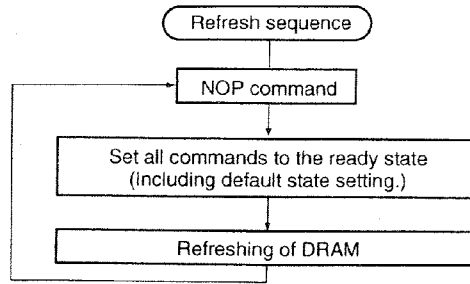 Refresh sequence
NOP command
Set all commands to the ready state
(Including default state setting.)
Refreshing of DRAM